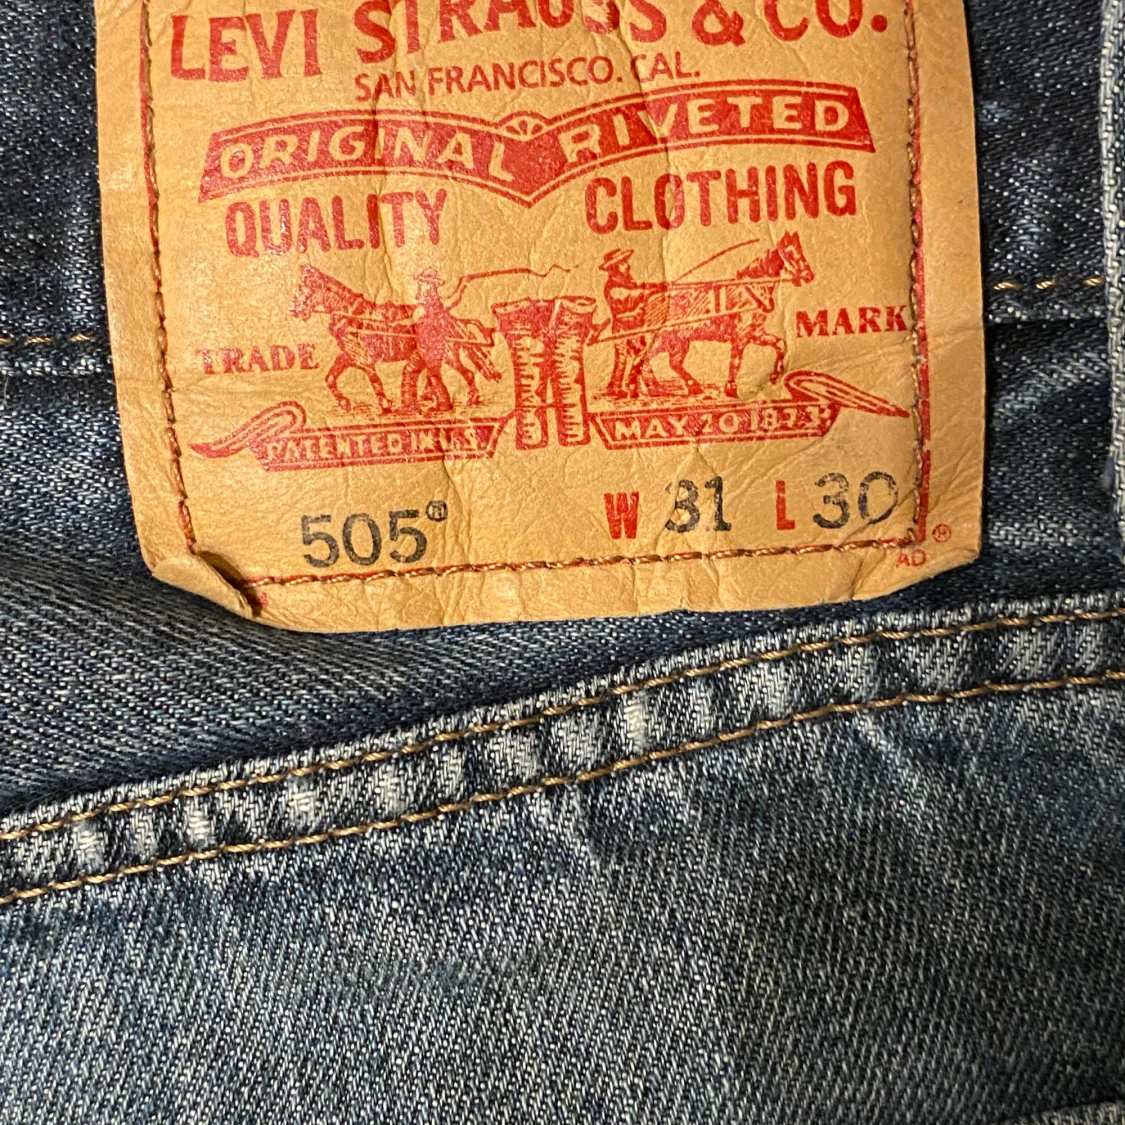 LEVI STRAUSS & CO.
SAN FRANCISCO. CAL.
ORIGINAL RIVETED
QUALITY CLOTHING
TRADE MARK
PATENTED IN U.S. MAY 20 1873
505® W 31 L 30
AD ®